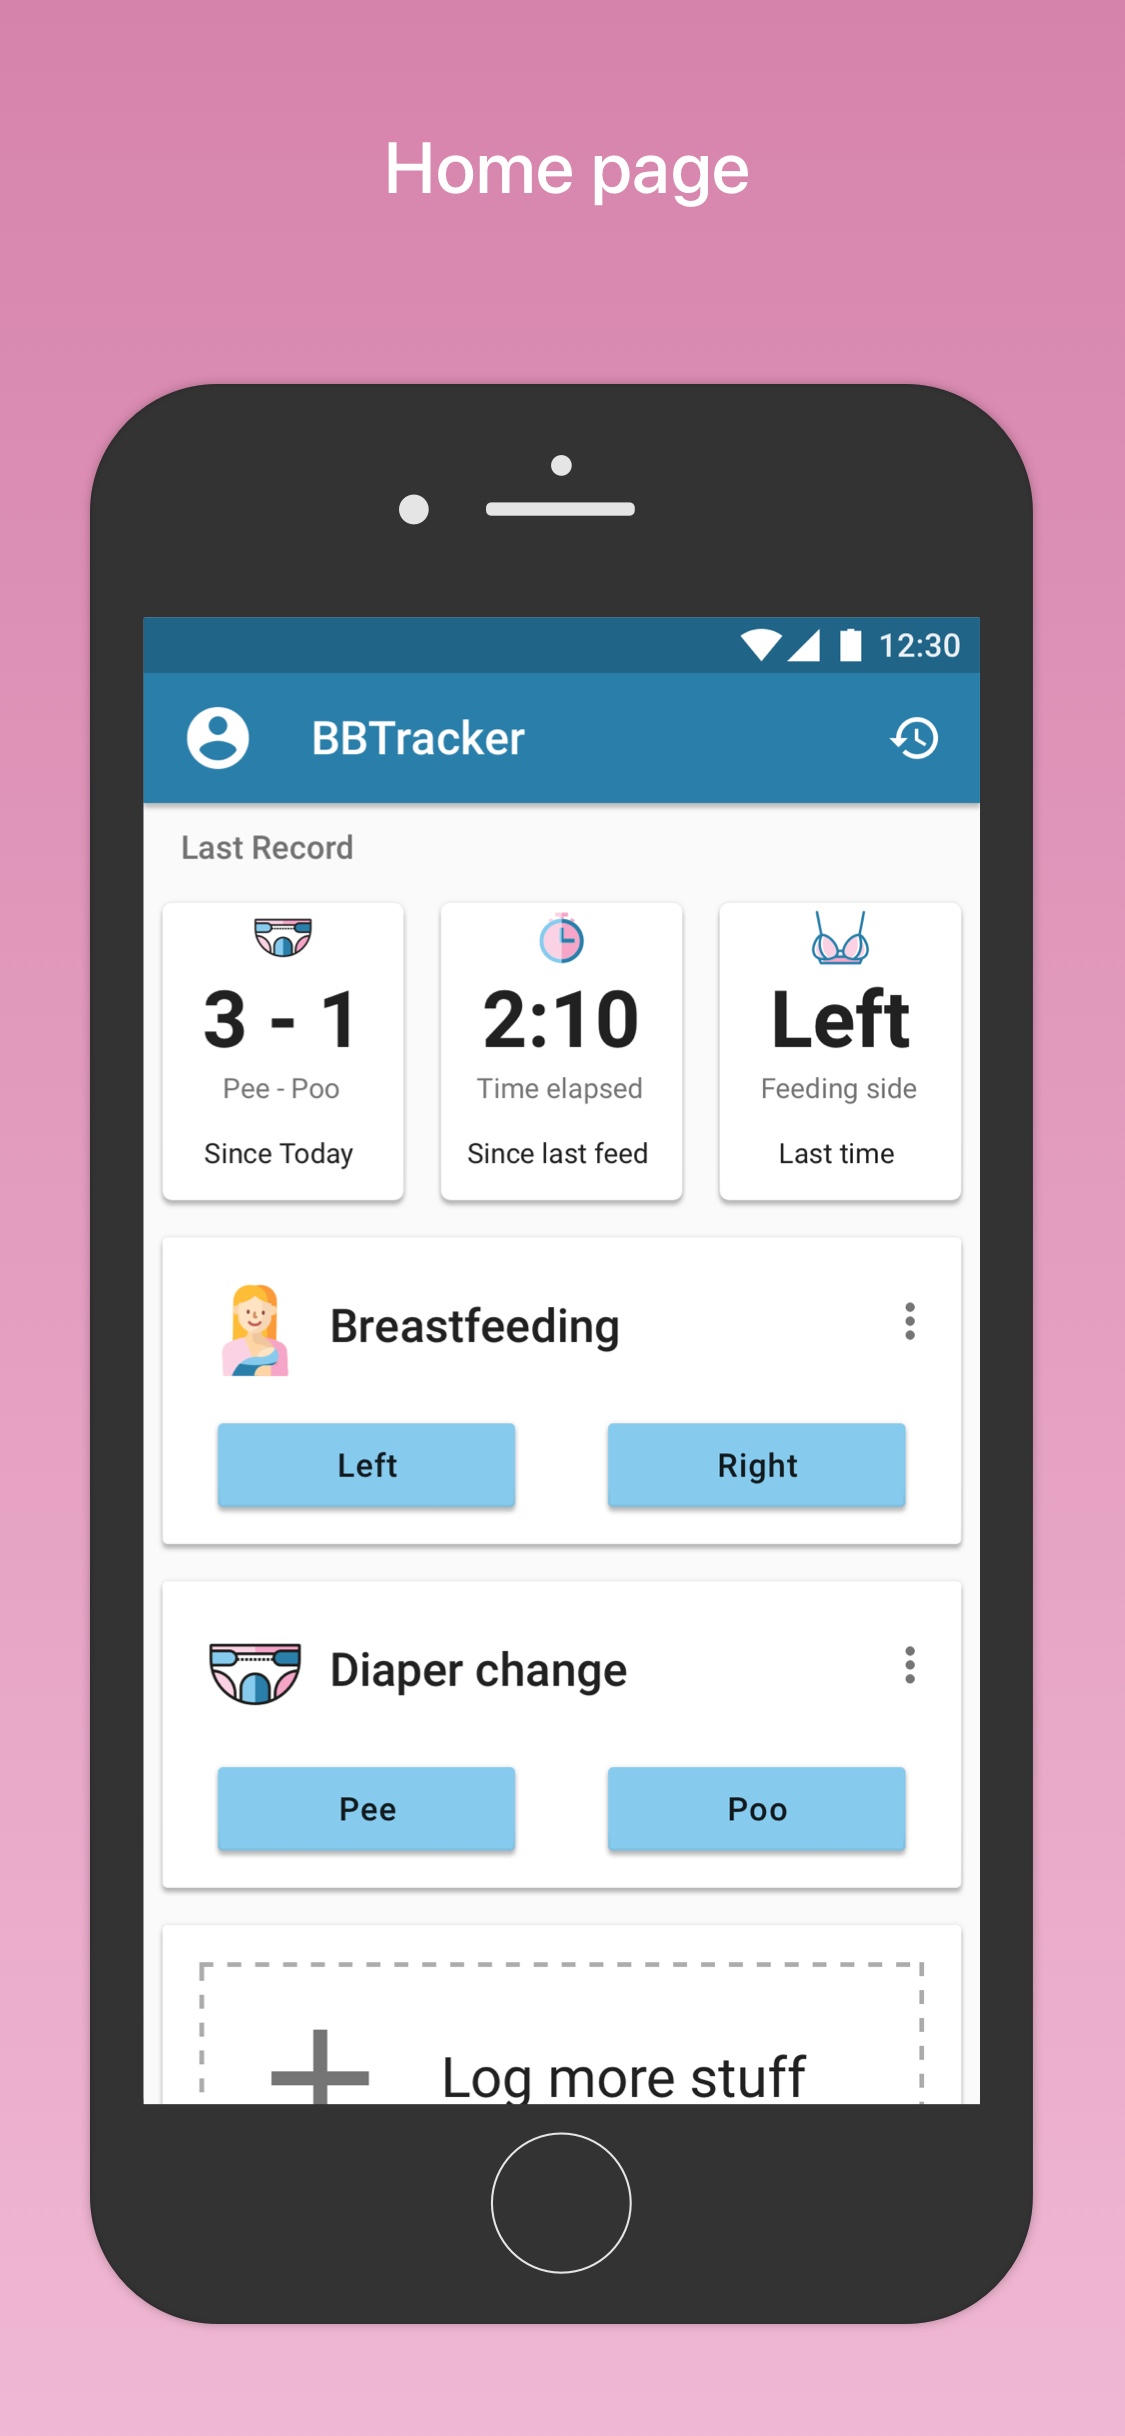 Home page
12:30
BBTracker
Last Record
3 - 1
Pee - Poo
Since Today
2:10
Time elapsed
Since last feed
Left
Feeding side
Last time
Breastfeeding
Left
Right
Diaper change
Pee
Poo
Log more stuff